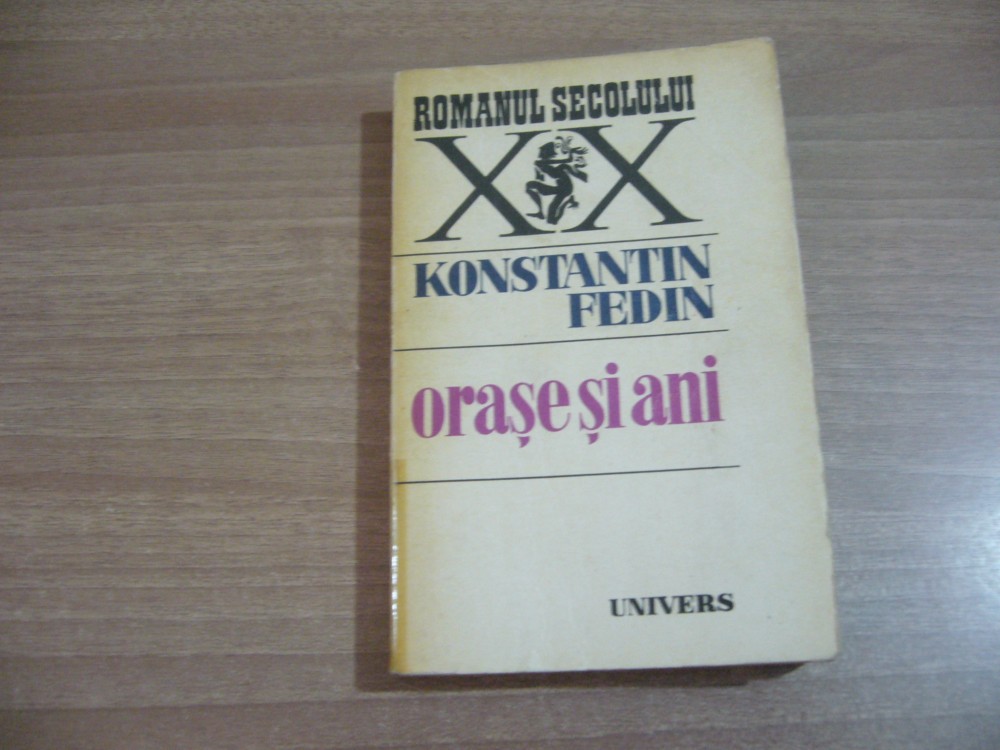 ROMANUL SECOLULUI
XX
KONSTANTIN
FEDIN
orașe și ani
UNIVERS